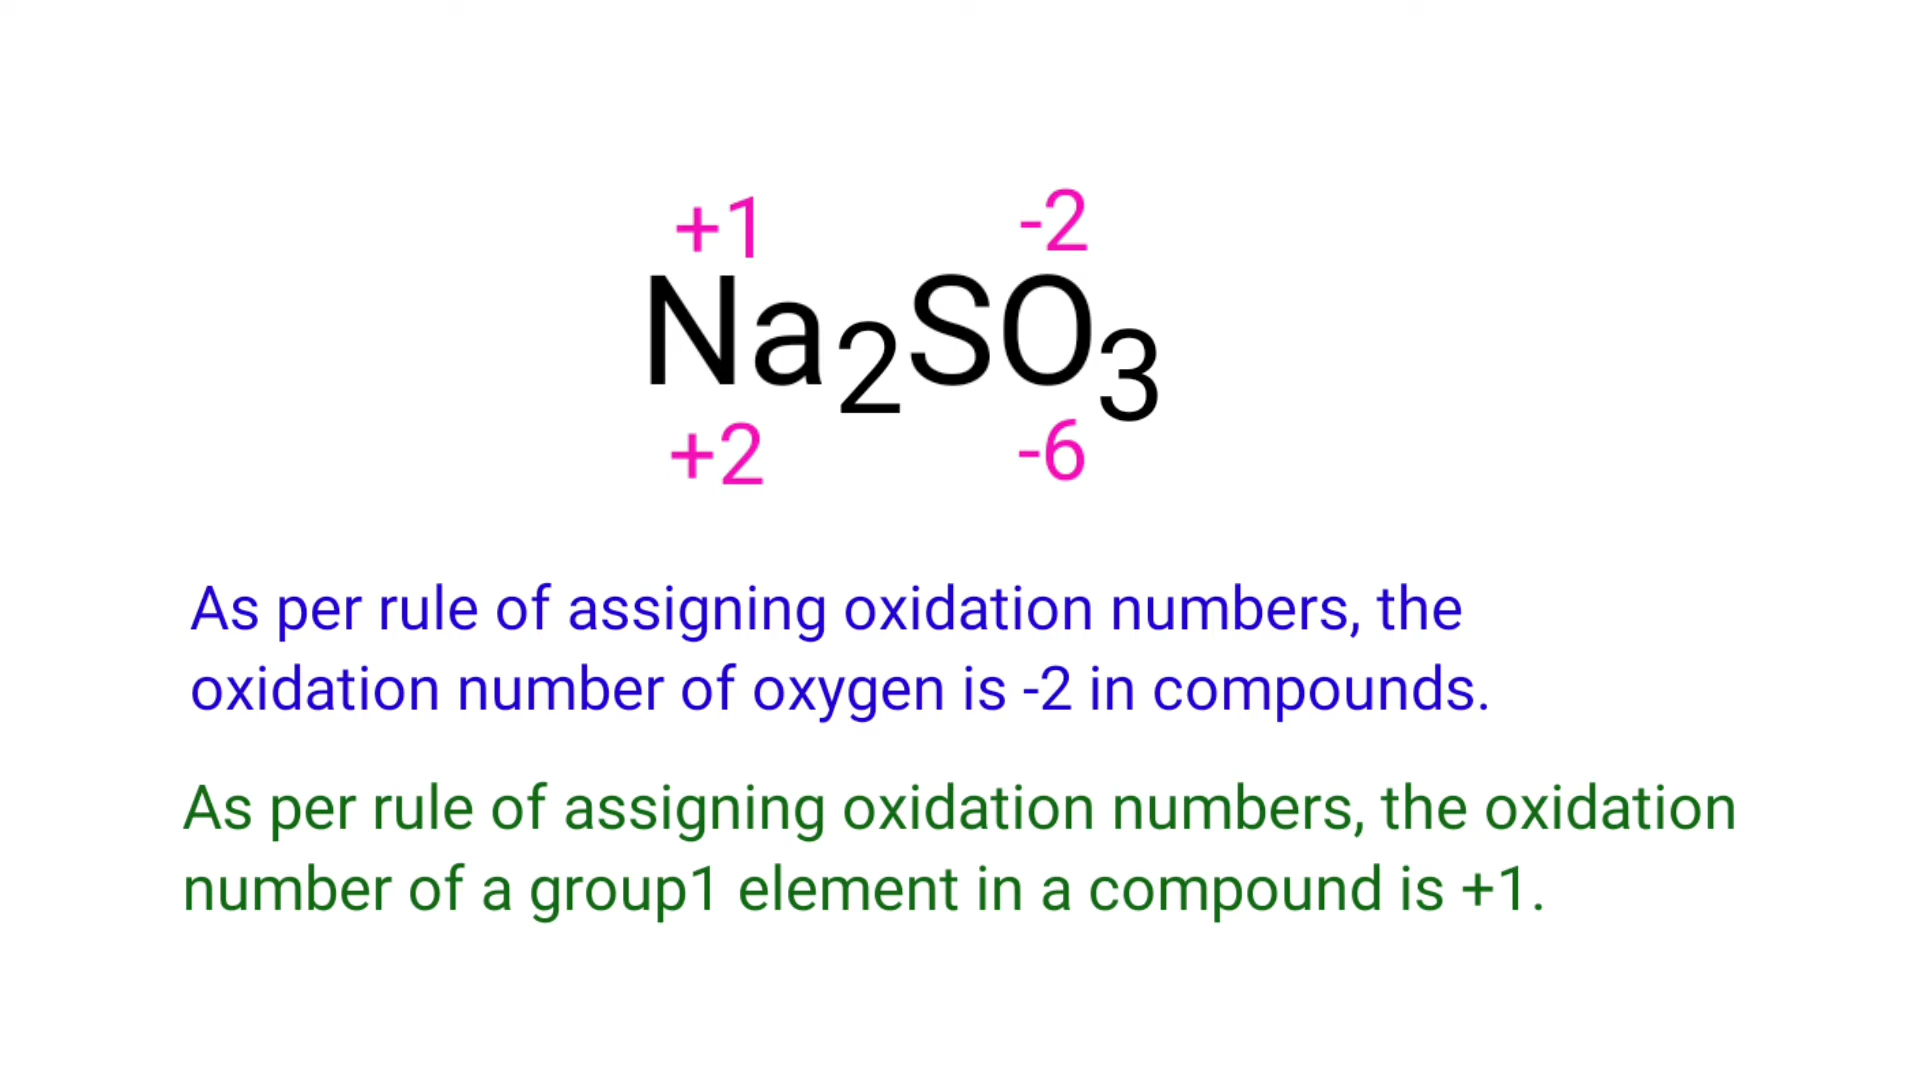 +1 -2
Na₂SO₃
+2 -6
As per rule of assigning oxidation numbers, the
oxidation number of oxygen is -2 in compounds.
As per rule of assigning oxidation numbers, the oxidation
number of a group1 element in a compound is +1.